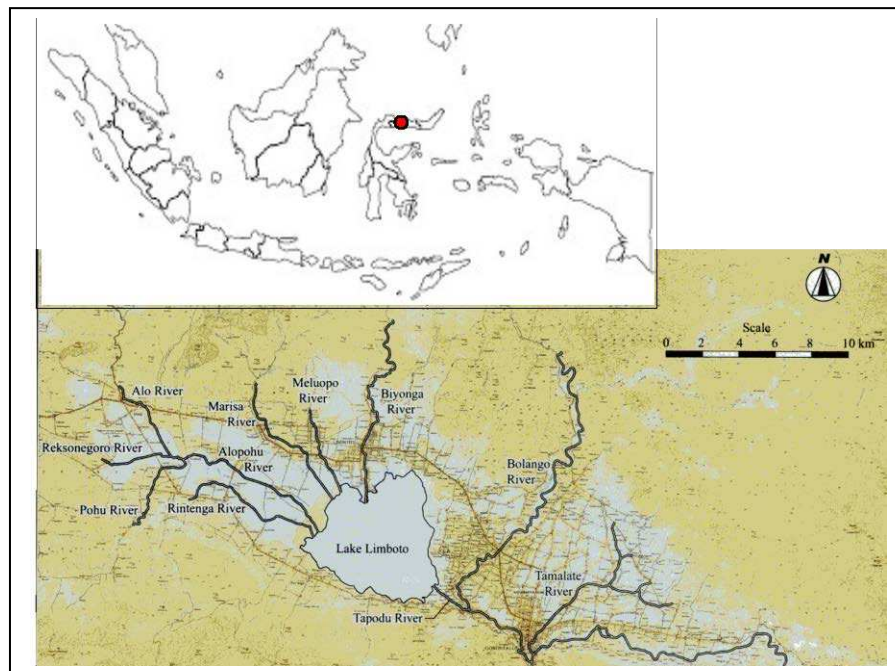 N
Scale
0 2 4 6 8 10 km
Alo River
Meluopo
River
Biyonga
River
Marisa
River
Reksonegoro River
Alopohu
River
Bolango
River
Pohu River
Rintenga River
Lake Limboto
Tamalate
River
Tapodu River